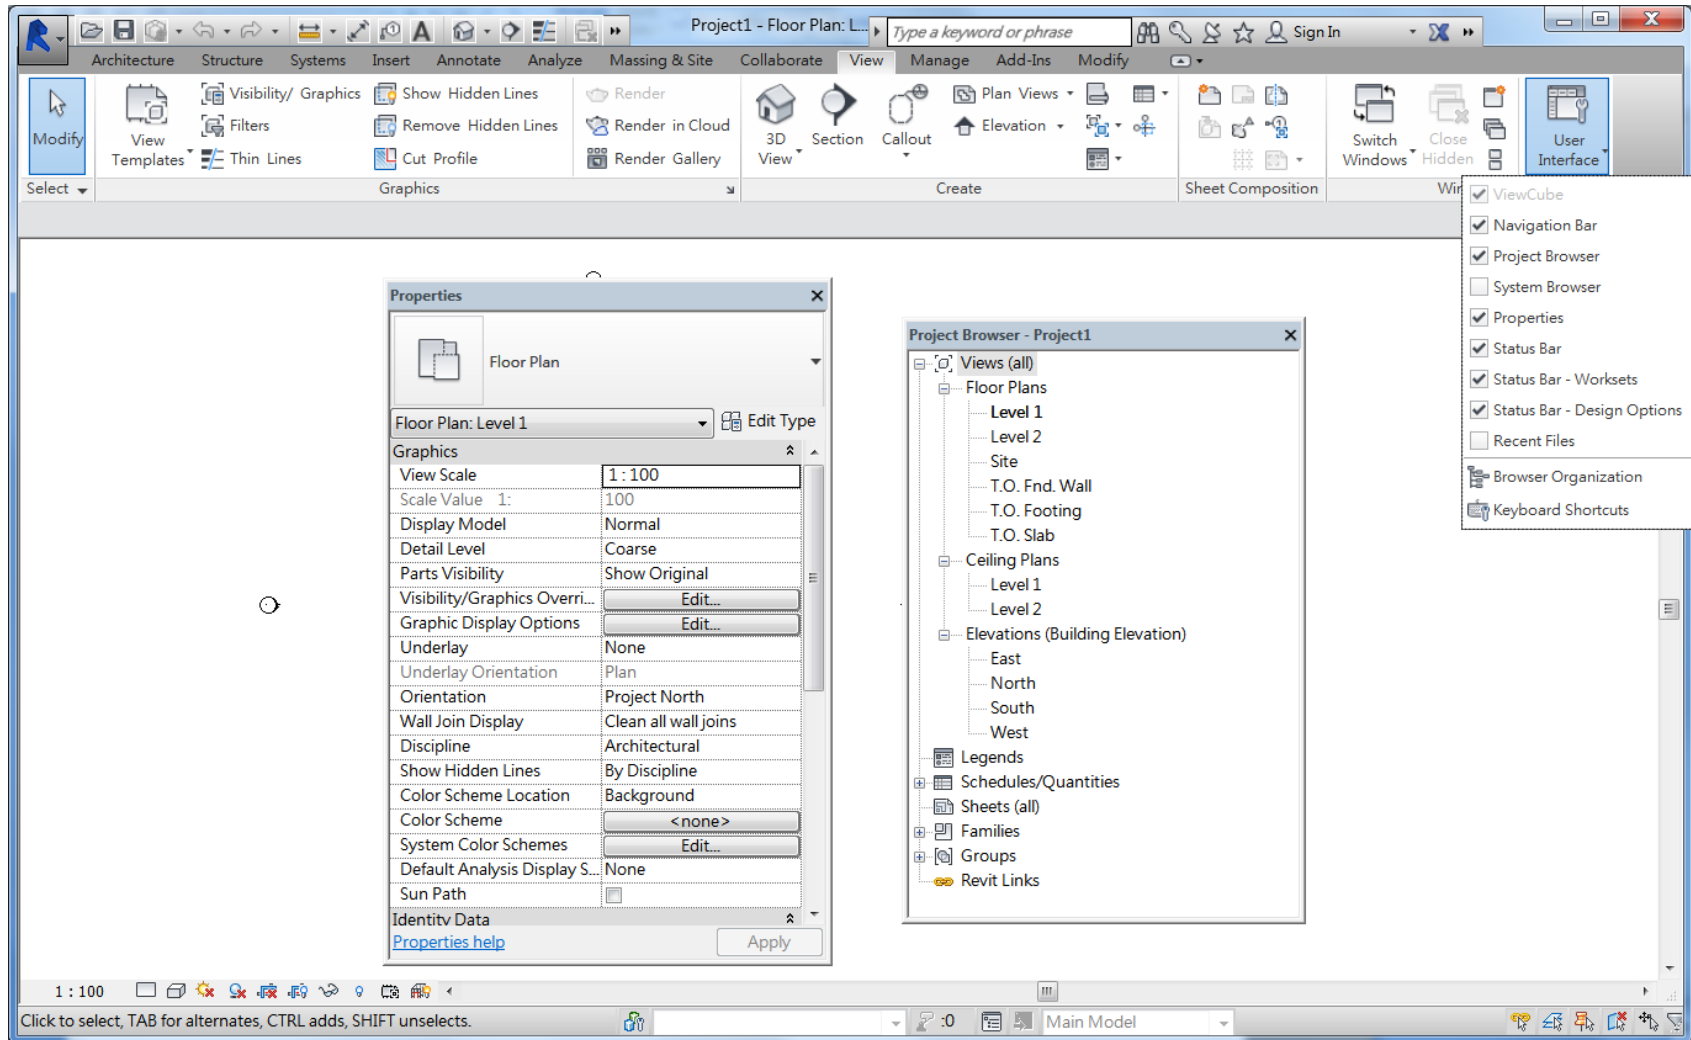 Project1 - Floor Plan: L...
Type a keyword or phrase
Sign In
Architecture Structure Systems Insert Annotate Analyze Massing & Site Collaborate View Manage Add-Ins Modify
Modify
View Templates
Visibility/ Graphics
Filters
Thin Lines
Show Hidden Lines
Remove Hidden Lines
Cut Profile
Render
Render in Cloud
Render Gallery
3D View
Section
Callout
Plan Views
Elevation
Switch Windows
Close Hidden
User Interface
Select
Graphics
Create
Sheet Composition
Win
ViewCube
Navigation Bar
Project Browser
System Browser
Properties
Status Bar
Status Bar - Worksets
Status Bar - Design Options
Recent Files
Browser Organization
Keyboard Shortcuts
Properties
Floor Plan
Floor Plan: Level 1
Edit Type
Graphics
View Scale 1 : 100
Scale Value 1: 100
Display Model Normal
Detail Level Coarse
Parts Visibility Show Original
Visibility/Graphics Overri... Edit...
Graphic Display Options Edit...
Underlay None
Underlay Orientation Plan
Orientation Project North
Wall Join Display Clean all wall joins
Discipline Architectural
Show Hidden Lines By Discipline
Color Scheme Location Background
Color Scheme <none>
System Color Schemes Edit...
Default Analysis Display S... None
Sun Path
Identity Data
Properties help
Apply
Project Browser - Project1
Views (all)
Floor Plans
Level 1
Level 2
Site
T.O. Fnd. Wall
T.O. Footing
T.O. Slab
Ceiling Plans
Level 1
Level 2
Elevations (Building Elevation)
East
North
South
West
Legends
Schedules/Quantities
Sheets (all)
Families
Groups
Revit Links
1 : 100
Click to select, TAB for alternates, CTRL adds, SHIFT unselects.
:0
Main Model